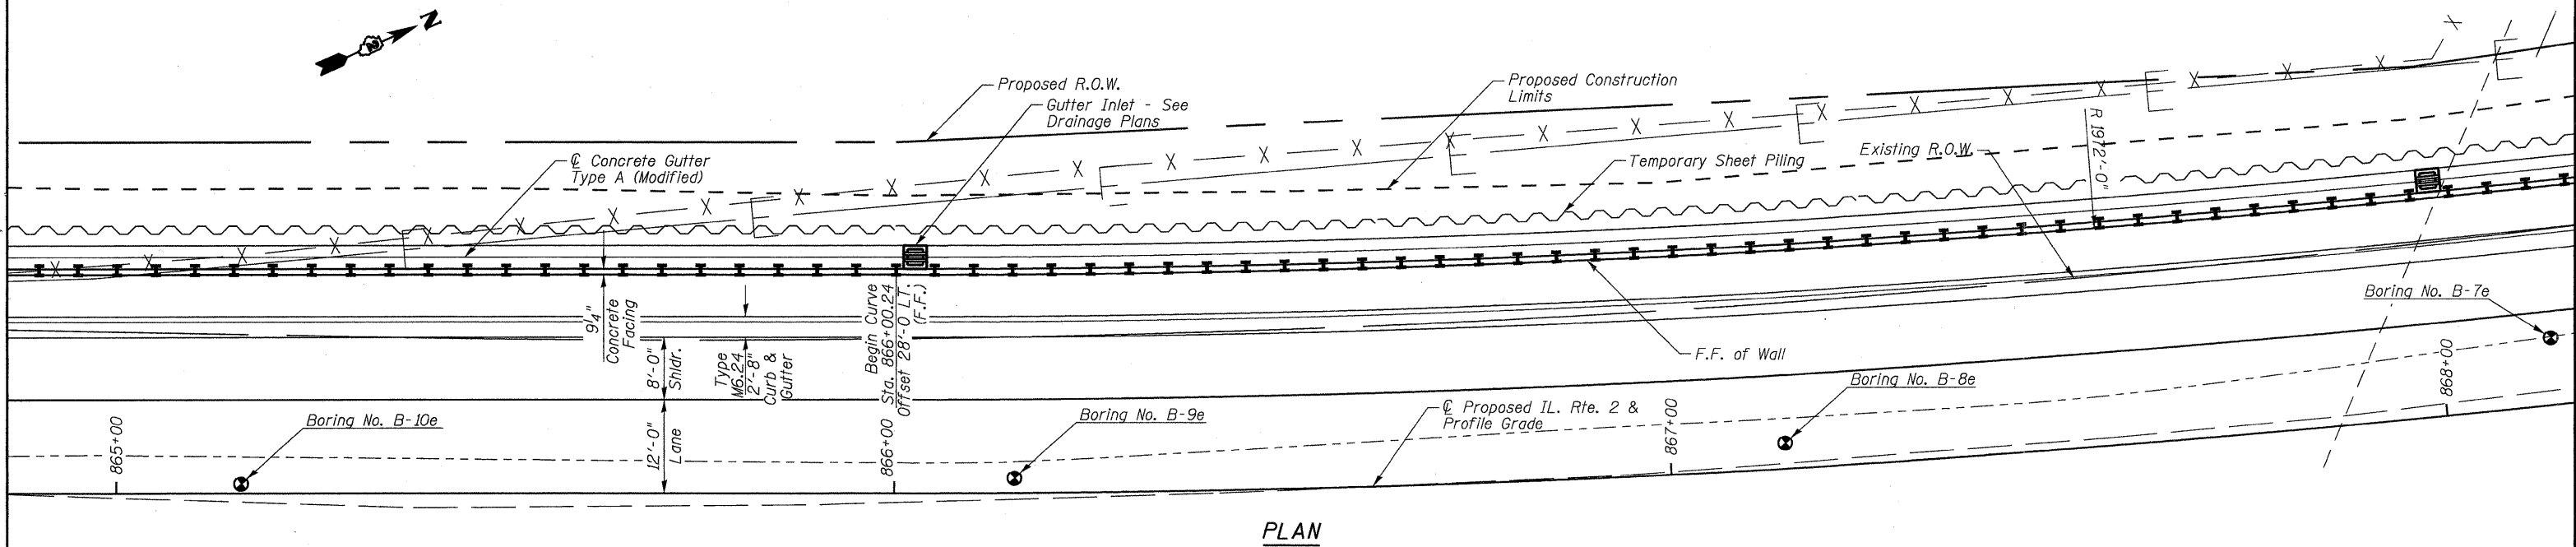 N
Proposed R.O.W.
Gutter Inlet - See
Drainage Plans
Proposed Construction
Limits
℄ Concrete Gutter
Type A (Modified)
Temporary Sheet Piling
Existing R.O.W.
R 1972'-0"
9¼"
Concrete
Facing
8'-0"
Shldr.
Type
M6.24
2'-8"
Curb &
Gutter
Begin Curve
Sta. 866+00.24
Offset 28'-0 LT.
(F.F.)
F.F. of Wall
Boring No. B-7e
Boring No. B-8e
Boring No. B-9e
Boring No. B-10e
℄ Proposed IL. Rte. 2 &
Profile Grade
12'-0"
Lane
865+00
866+00
867+00
868+00
PLAN